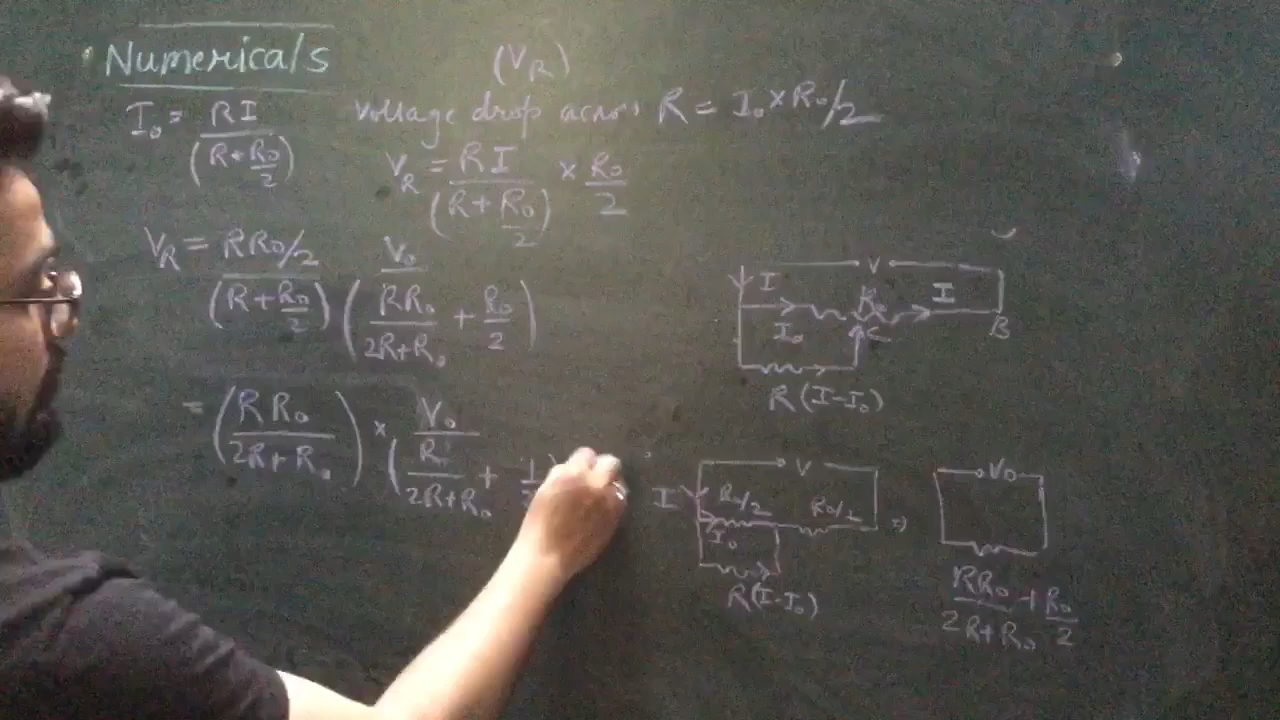 Numericals
(V_R)
I₀ = RI / (R + R₀/2)
Voltage drop across R = I₀ × R₀/2
V_R = RI / (R + R₀/2) × R₀/2
V_R = (RR₀/2) / (R + R₀/2) V₀ / (RR₀/(2R+R₀) + R₀/2)
= (RR₀ / (2R+R₀)) × V₀ / (R/(2R+R₀) + 1
V
I
R₀
I
I₀
C
B
R(I-I₀)
V
I
R₀/2
R₀/2
I₀
R(I-I₀)
⇒
V₀
RR₀/(2R+R₀) + R₀/2